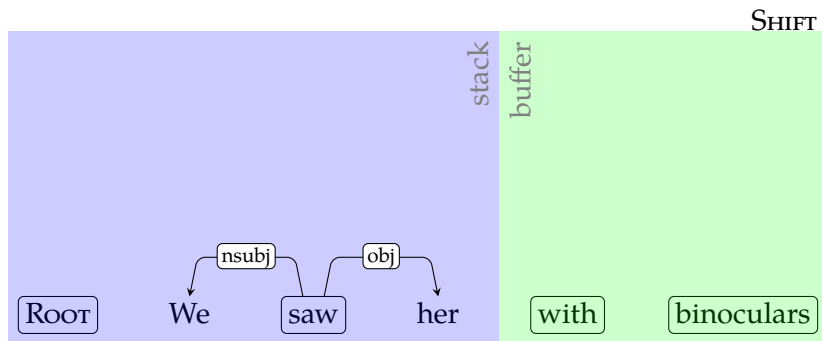 SHIFT
stack
buffer
nsubj obj
ROOT We saw her with binoculars